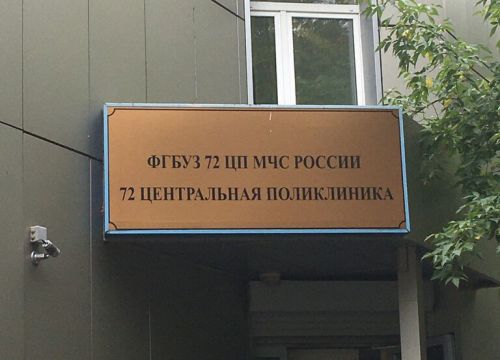 ФГБУЗ 72 ЦП МЧС РОССИИ
72 ЦЕНТРАЛЬНАЯ ПОЛИКЛИНИКА